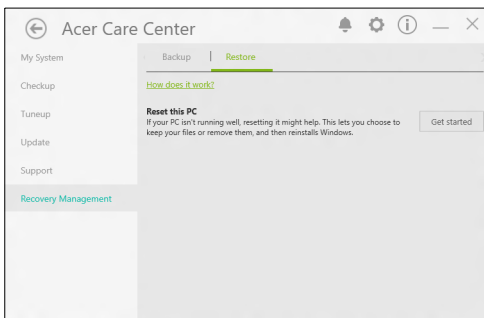 Acer Care Center
My System
Backup
Restore
Checkup
How does it work?
Tuneup
Reset this PC
If your PC isn't running well, resetting it might help. This lets you choose to
keep your files or remove them, and then reinstalls Windows.
Get started
Update
Support
Recovery Management